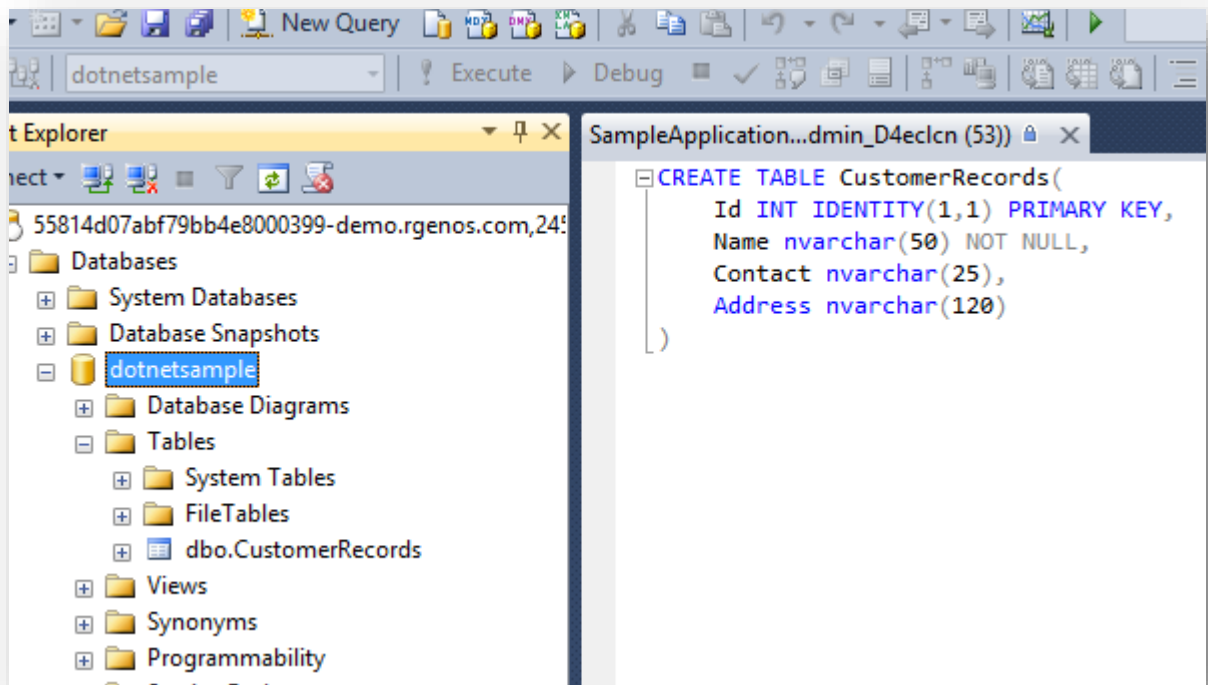 New Query
dotnetsample
Execute
Debug
t Explorer
nect
55814d07abf79bb4e8000399-demo.rgenos.com,245
Databases
System Databases
Database Snapshots
dotnetsample
Database Diagrams
Tables
System Tables
FileTables
dbo.CustomerRecords
Views
Synonyms
Programmability
SampleApplication...dmin_D4eclcn (53))
CREATE TABLE CustomerRecords(
Id INT IDENTITY(1,1) PRIMARY KEY,
Name nvarchar(50) NOT NULL,
Contact nvarchar(25),
Address nvarchar(120)
)